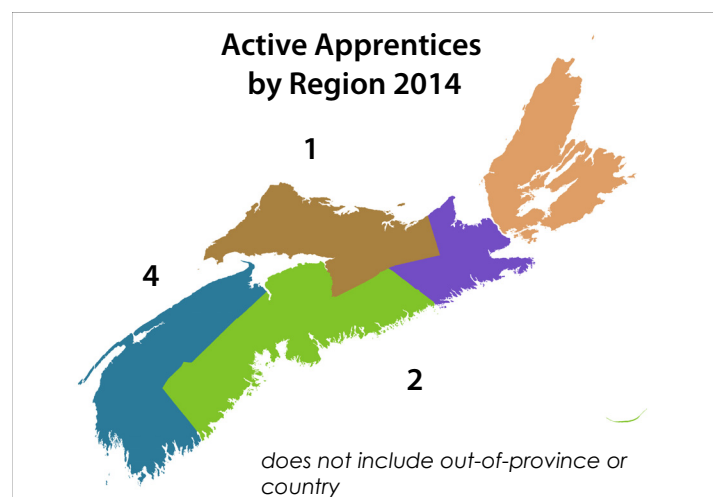 Active Apprentices
by Region 2014
1
4
2
does not include out-of-province or
country